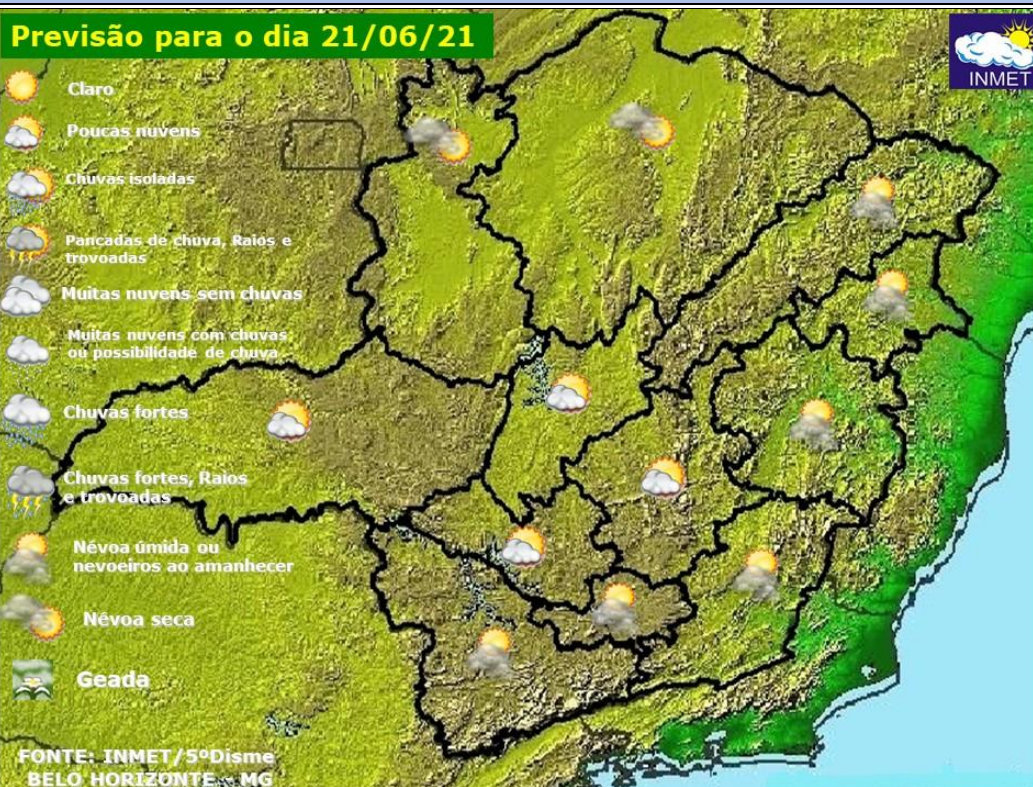 Previsão para o dia 21/06/21
INMET
Claro
Poucas nuvens
Chuvas isoladas
Pancadas de chuva, Raios e
trovoadas
Muitas nuvens sem chuvas
Muitas nuvens com chuvas
ou possibilidade de chuva
Chuvas fortes
Chuvas fortes, Raios
e trovoadas
Névoa úmida ou
nevoeiros ao amanhecer
Névoa seca
Geada
FONTE: INMET/5ºDisme
BELO HORIZONTE - MG